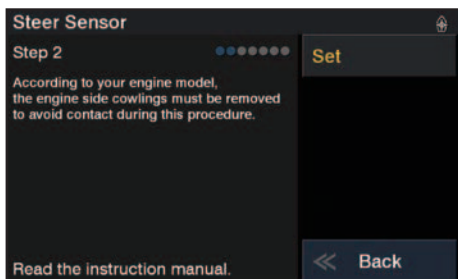 Steer Sensor
Step 2
Set
According to your engine model,
the engine side cowlings must be removed
to avoid contact during this procedure.
Read the instruction manual.
Back